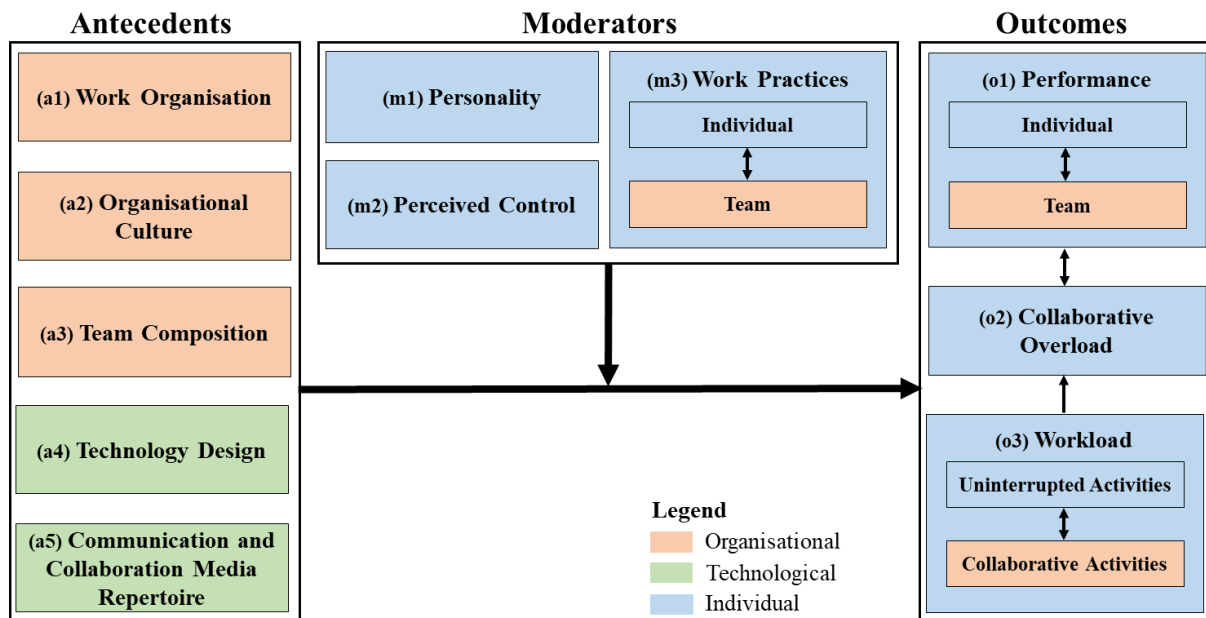 Antecedents
(a1) Work Organisation
(a2) Organisational
Culture
(a3) Team Composition
(a4) Technology Design
(a5) Communication and
Collaboration Media
Repertoire
Moderators
(m1) Personality
(m2) Perceived Control
(m3) Work Practices
Individual
Team
Outcomes
(o1) Performance
Individual
Team
(o2) Collaborative
Overload
(o3) Workload
Uninterrupted Activities
Collaborative Activities
Legend
Organisational
Technological
Individual